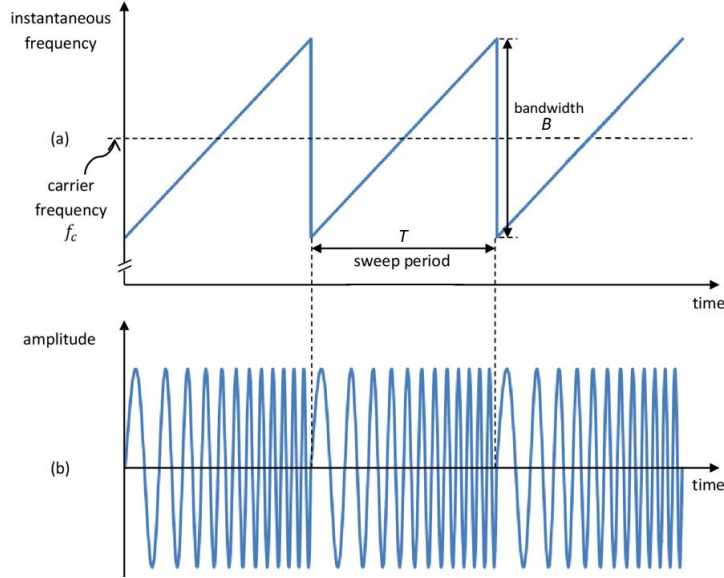 instantaneous
frequency
(a)
bandwidth
B
carrier
frequency
f_c
T
sweep period
time
amplitude
(b)
time